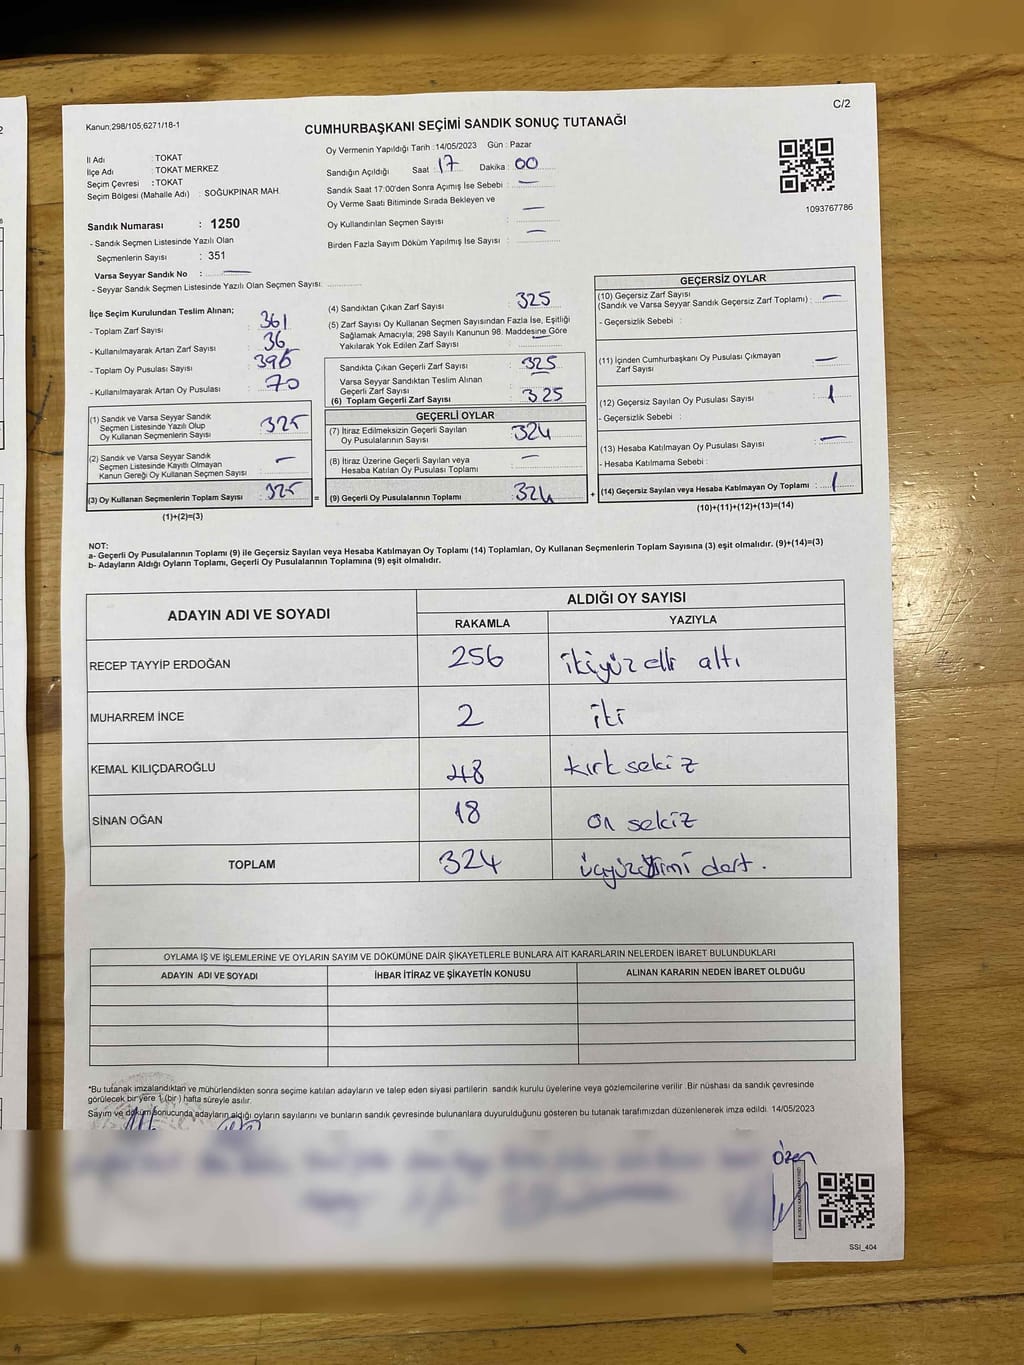 C/2
Kanun;298/105,6271/18-1
CUMHURBAŞKANI SEÇİMİ SANDIK SONUÇ TUTANAĞI
İl Adı : TOKAT
İlçe Adı : TOKAT MERKEZ
Seçim Çevresi : TOKAT
Seçim Bölgesi (Mahalle Adı) : SOĞUKPINAR MAH.
Sandık Numarası : 1250
- Sandık Seçmen Listesinde Yazılı Olan
Seçmenlerin Sayısı : 351
Varsa Seyyar Sandık No : —
- Seyyar Sandık Seçmen Listesinde Yazılı Olan Seçmen Sayısı:
Oy Vermenin Yapıldığı Tarih :14/05/2023 Gün : Pazar
Sandığın Açıldığı Saat : 17 Dakika : 00
Sandık Saat 17:00'den Sonra Açımış İse Sebebi : —
Oy Verme Saati Bitiminde Sırada Bekleyen ve
Oy Kullandırılan Seçmen Sayısı : —
Birden Fazla Sayım Döküm Yapılmış İse Sayısı : —
1093767786
İlçe Seçim Kurulundan Teslim Alınan;
- Toplam Zarf Sayısı : 361
- Kullanılmayarak Artan Zarf Sayısı : 36
- Toplam Oy Pusulası Sayısı : 396
- Kullanılmayarak Artan Oy Pusulası : 70
(1) Sandık ve Varsa Seyyar Sandık
Seçmen Listesinde Yazılı Olup
Oy Kullanan Seçmenlerin Sayısı : 325
(2) Sandık ve Varsa Seyyar Sandık
Seçmen Listesinde Kayıtlı Olmayan
Kanun Gereği Oy Kullanan Seçmen Sayısı : —
(3) Oy Kullanan Seçmenlerin Toplam Sayısı : 325 =
(1)+(2)=(3)
(4) Sandıktan Çıkan Zarf Sayısı : 325
(5) Zarf Sayısı Oy Kullanan Seçmen Sayısından Fazla İse, Eşitliği
Sağlamak Amacıyla; 298 Sayılı Kanunun 98. Maddesine Göre
Yakılarak Yok Edilen Zarf Sayısı : —
Sandıkta Çıkan Geçerli Zarf Sayısı : 325
Varsa Seyyar Sandıktan Teslim Alınan
Geçerli Zarf Sayısı : —
(6) Toplam Geçerli Zarf Sayısı : 325
GEÇERLİ OYLAR
(7) İtiraz Edilmeksizin Geçerli Sayılan
Oy Pusulalarının Sayısı : 324
(8) İtiraz Üzerine Geçerli Sayılan veya
Hesaba Katılan Oy Pusulası Toplamı : —
(9) Geçerli Oy Pusulalarının Toplamı : 324 +
GEÇERSİZ OYLAR
(10) Geçersiz Zarf Sayısı
(Sandık ve Varsa Seyyar Sandık Geçersiz Zarf Toplamı) : —
- Geçersizlik Sebebi :
(11) İçinden Cumhurbaşkanı Oy Pusulası Çıkmayan
Zarf Sayısı : —
(12) Geçersiz Sayılan Oy Pusulası Sayısı : 1
- Geçersizlik Sebebi :
(13) Hesaba Katılmayan Oy Pusulası Sayısı : —
- Hesaba Katılmama Sebebi :
(14) Geçersiz Sayılan veya Hesaba Katılmayan Oy Toplamı : 1
(10)+(11)+(12)+(13)=(14)
NOT:
a- Geçerli Oy Pusulalarının Toplamı (9) ile Geçersiz Sayılan veya Hesaba Katılmayan Oy Toplamı (14) Toplamları, Oy Kullanan Seçmenlerin Toplam Sayısına (3) eşit olmalıdır. (9)+(14)=(3)
b- Adayların Aldığı Oyların Toplamı, Geçerli Oy Pusulalarının Toplamına (9) eşit olmalıdır.
ADAYIN ADI VE SOYADI ALDIĞI OY SAYISI
RAKAMLA YAZIYLA
RECEP TAYYİP ERDOĞAN 256 ikiyüz elli altı
MUHARREM İNCE 2 iki
KEMAL KILIÇDAROĞLU 48 kırk sekiz
SİNAN OĞAN 18 on sekiz
TOPLAM 324 üçyüzyirmi dört.
OYLAMA İŞ VE İŞLEMLERİNE VE OYLARIN SAYIM VE DÖKÜMÜNE DAİR ŞİKAYETLERLE BUNLARA AİT KARARLARIN NELERDEN İBARET BULUNDUKLARI
ADAYIN ADI VE SOYADI İHBAR İTİRAZ VE ŞİKAYETİN KONUSU ALINAN KARARIN NEDEN İBARET OLDUĞU
*Bu tutanak imzalandıktan ve mühürlendikten sonra seçime katılan adayların ve talep eden siyasi partilerin sandık kurulu üyelerine veya gözlemcilerine verilir. Bir nüshası da sandık çevresinde
görülecek bir yere 1 (bir) hafta süreyle asılır.
Sayım ve döküm sonucunda adayların aldığı oyların sayılarını ve bunların sandık çevresinde bulunanlara duyurulduğunu gösteren bu tutanak tarafımızdan düzenlenerek imza edildi. 14/05/2023
Özen
SSI_404